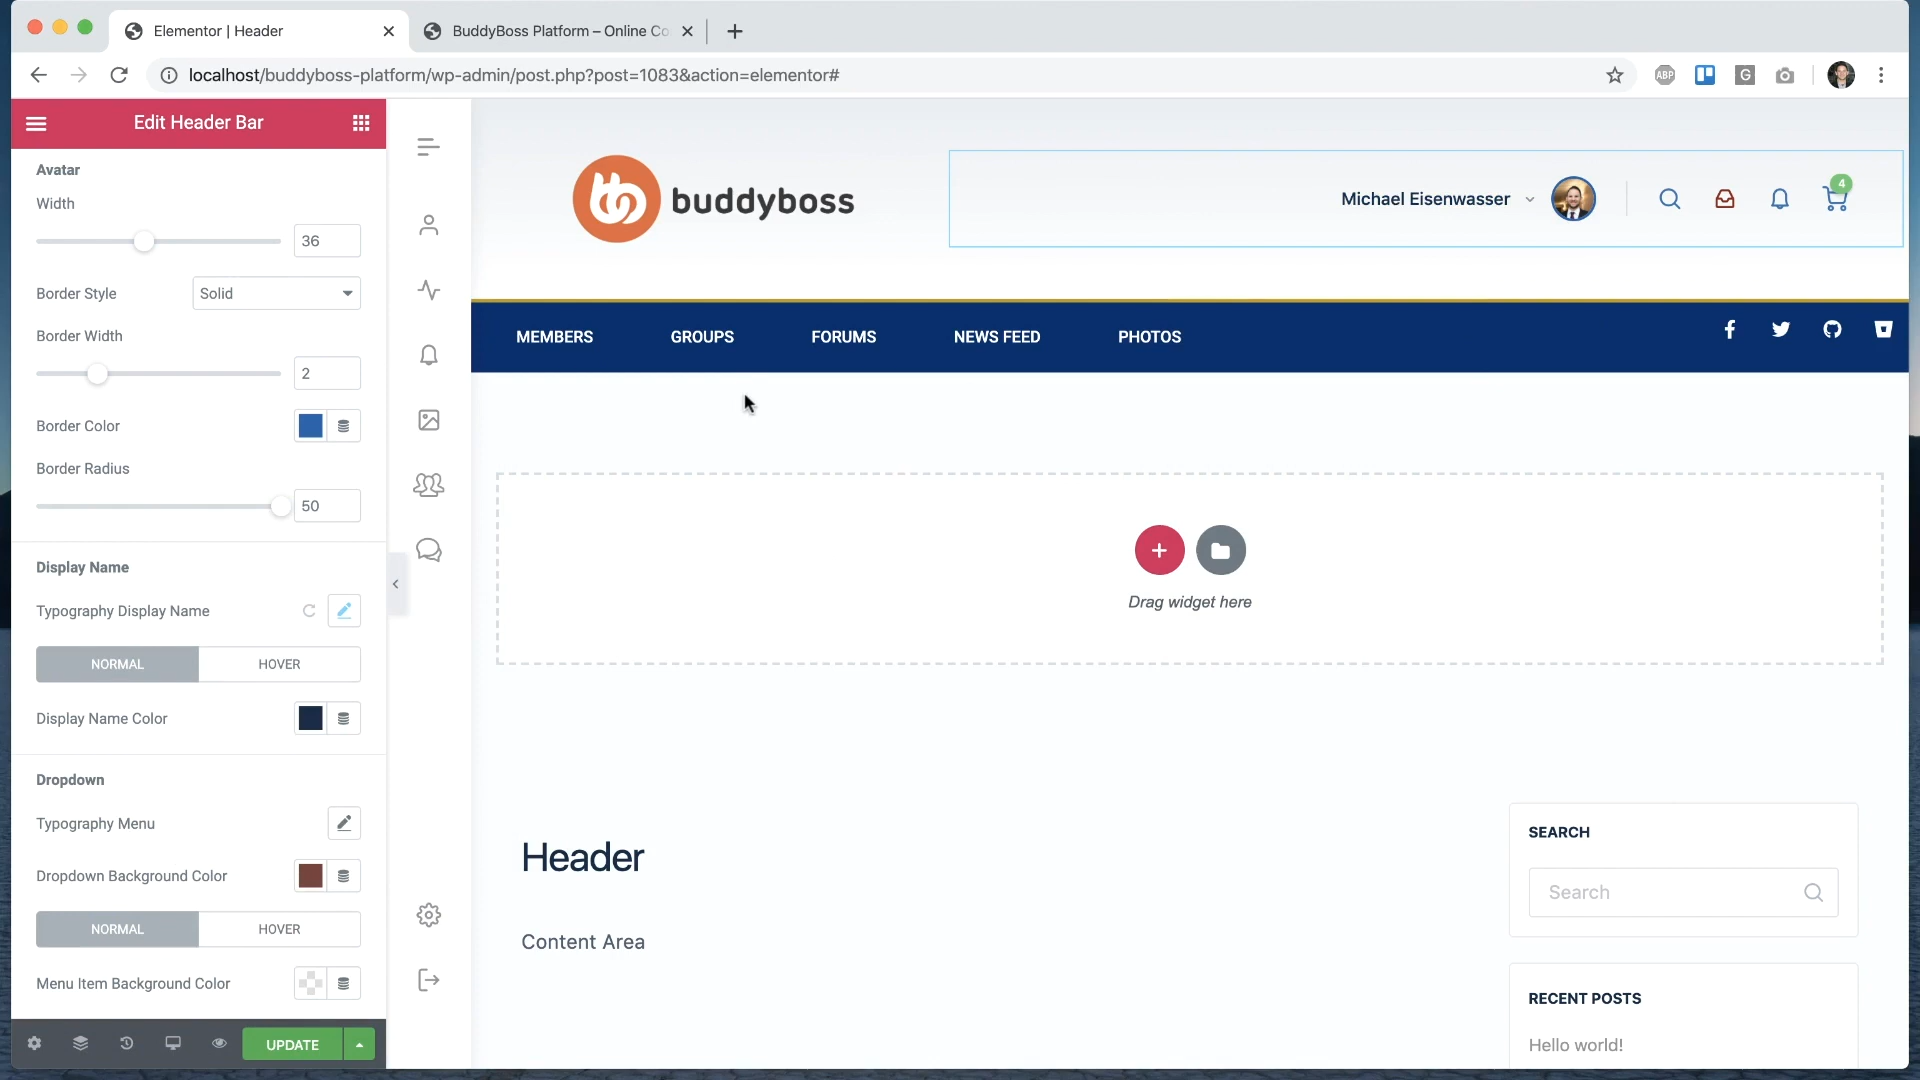 Elementor | Header
BuddyBoss Platform – Online Co
localhost/buddyboss-platform/wp-admin/post.php?post=1083&action=elementor#
ABP
G
Edit Header Bar
Avatar
Width
36
Border Style
Solid
Border Width
2
Border Color
Border Radius
50
Display Name
Typography Display Name
NORMAL
HOVER
Display Name Color
Dropdown
Typography Menu
Dropdown Background Color
NORMAL
HOVER
Menu Item Background Color
UPDATE
buddyboss
Michael Eisenwasser
4
MEMBERS
GROUPS
FORUMS
NEWS FEED
PHOTOS
Drag widget here
Header
Content Area
SEARCH
Search
RECENT POSTS
Hello world!